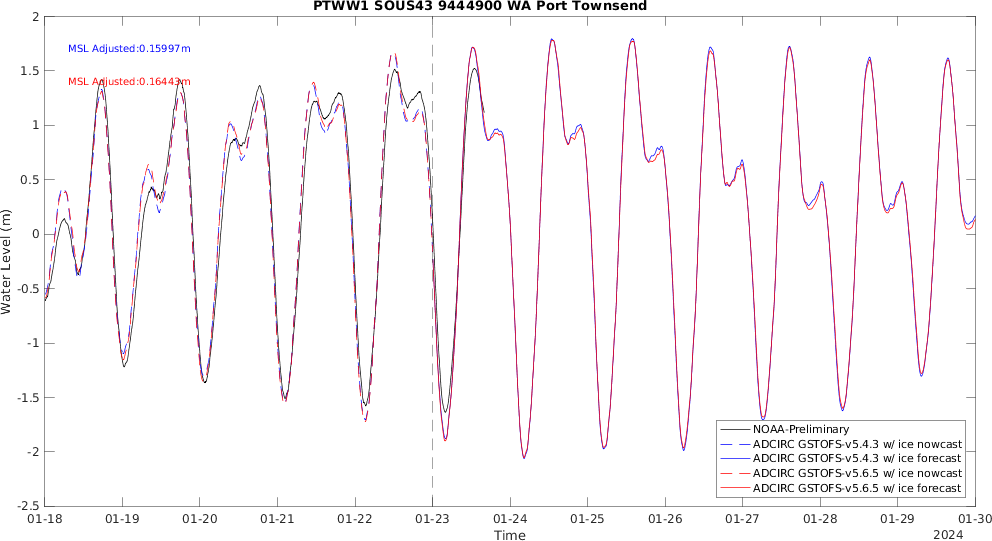 PTWW1 SOUS43 9444900 WA Port Townsend
MSL Adjusted:0.15997m
MSL Adjusted:0.16443m
Water Level (m)
2
1.5
1
0.5
0
-0.5
-1
-1.5
-2
-2.5
NOAA-Preliminary
ADCIRC GSTOFS-v5.4.3 w/ ice nowcast
ADCIRC GSTOFS-v5.4.3 w/ ice forecast
ADCIRC GSTOFS-v5.6.5 w/ ice nowcast
ADCIRC GSTOFS-v5.6.5 w/ ice forecast
01-18 01-19 01-20 01-21 01-22 01-23 01-24 01-25 01-26 01-27 01-28 01-29 01-30
Time
2024